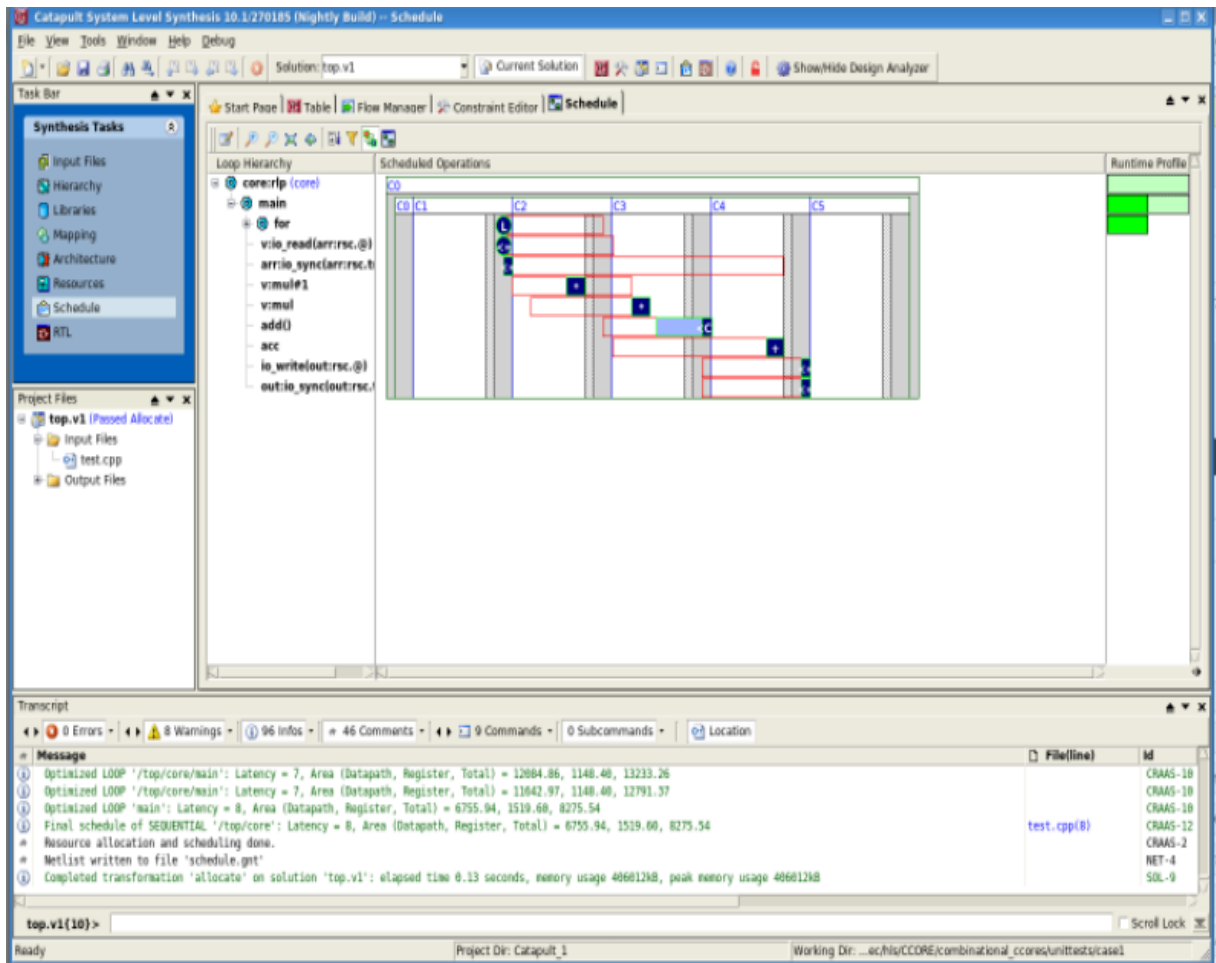 Catapult System Level Synthesis 10.1/270185 (Nightly Build) -- Schedule
File View Tools Window Help Debug
Solution: top.v1 Current Solution Show/Hide Design Analyzer
Task Bar
Synthesis Tasks
Input Files
Hierarchy
Libraries
Mapping
Architecture
Resources
Schedule
RTL
Project Files
top.v1 (Passed Allocate)
Input Files
test.cpp
Output Files
Start Page Table Flow Manager Constraint Editor Schedule
Loop Hierarchy Scheduled Operations Runtime Profile
core:rlp (core)
main
for
v:io_read(arr:rsc.@)
arr:io_sync(arr:rsc.t
v:mul#1
v:mul
add()
acc
io_write(out:rsc.@)
out:io_sync(out:rsc.
C0
C0 C1 C2 C3 C4 C5
Transcript
0 Errors 8 Warnings 96 Infos 46 Comments 9 Commands 0 Subcommands Location
Message File(line) Id
Optimized LOOP '/top/core/main': Latency = 7, Area (Datapath, Register, Total) = 12084.86, 1148.40, 13233.26 CRAAS-10
Optimized LOOP '/top/core/main': Latency = 7, Area (Datapath, Register, Total) = 11642.97, 1148.40, 12791.37 CRAAS-10
Optimized LOOP 'main': Latency = 8, Area (Datapath, Register, Total) = 6755.94, 1519.60, 8275.54 CRAAS-10
Final schedule of SEQUENTIAL '/top/core': Latency = 8, Area (Datapath, Register, Total) = 6755.94, 1519.60, 8275.54 test.cpp(8) CRAAS-12
Resource allocation and scheduling done. CRAAS-2
Netlist written to file 'schedule.gnt' NET-4
Completed transformation 'allocate' on solution 'top.v1': elapsed time 0.13 seconds, memory usage 406012kB, peak memory usage 406012kB SOL-9
top.v1{10}> Scroll Lock
Ready Project Dir: Catapult_1 Working Dir: ...ec/hls/CCORE/combinational_ccores/unittests/case1